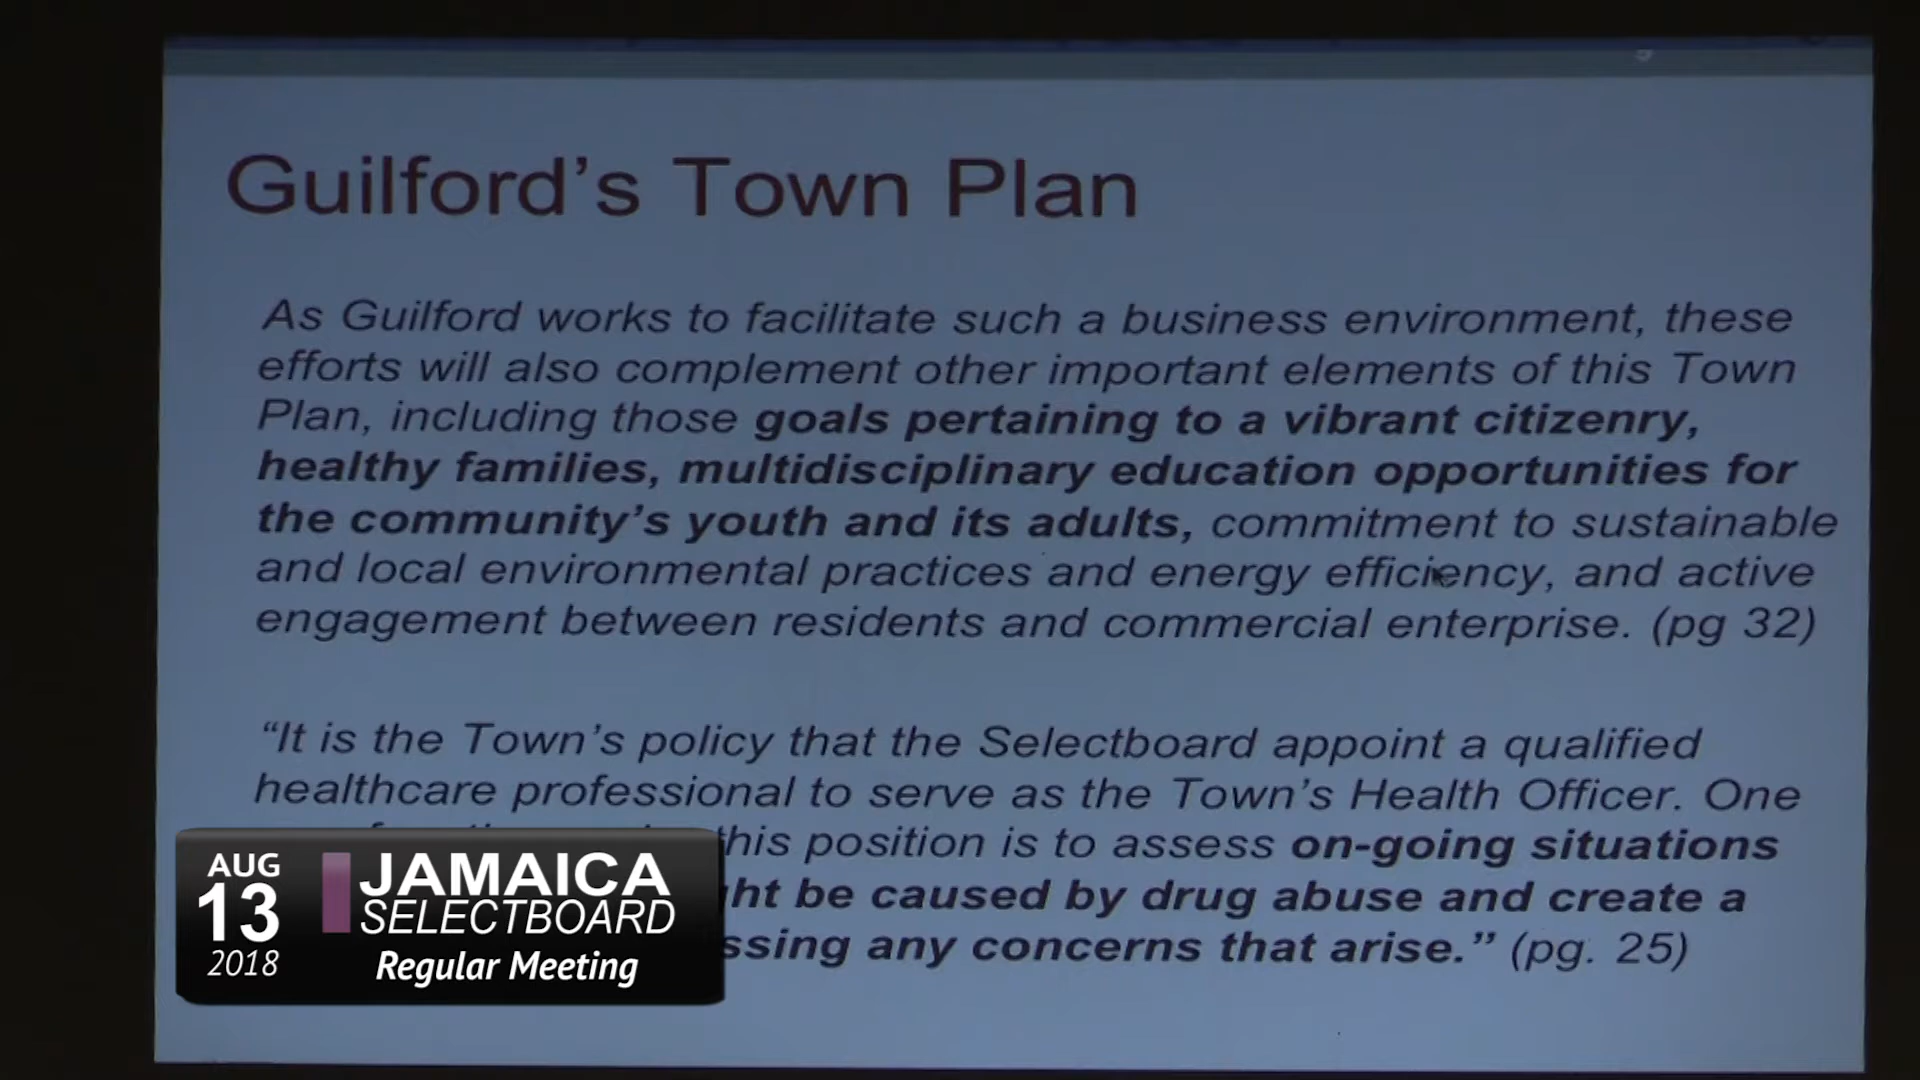 Guilford's Town Plan
As Guilford works to facilitate such a business environment, these
efforts will also complement other important elements of this Town
Plan, including those goals pertaining to a vibrant citizenry,
healthy families, multidisciplinary education opportunities for
the community's youth and its adults, commitment to sustainable
and local environmental practices and energy efficiency, and active
engagement between residents and commercial enterprise. (pg 32)
"It is the Town's policy that the Selectboard appoint a qualified
healthcare professional to serve as the Town's Health Officer. One
this position is to assess on-going situations
be caused by drug abuse and create a
any concerns that arise." (pg. 25)
AUG
13
2018
JAMAICA
SELECTBOARD
Regular Meeting